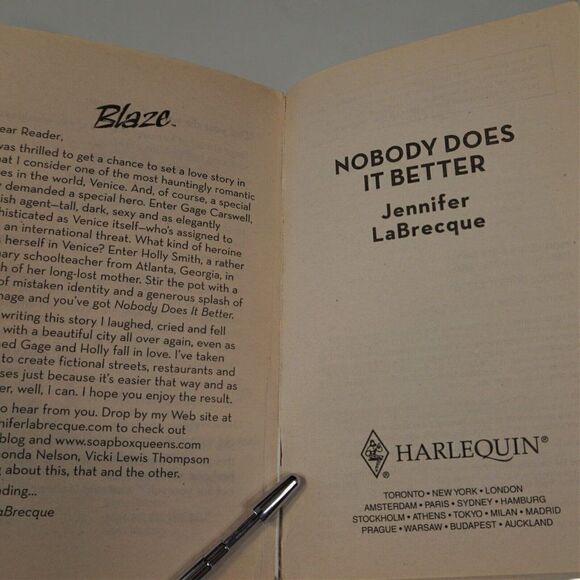 Blaze™
ear Reader,
was thrilled to get a chance to set a love story in
at I consider one of the most hauntingly romantic
es in the world, Venice. And, of course, a special
y demanded a special hero. Enter Gage Carswell,
ish agent—tall, dark, sexy and as elegantly
histicated as Venice itself—who's assigned to
an international threat. What kind of heroine
s herself in Venice? Enter Holly Smith, a rather
nary schoolteacher from Atlanta, Georgia, in
h of her long-lost mother. Stir the pot with a
of mistaken identity and a generous splash of
nage and you've got Nobody Does It Better.
writing this story I laughed, cried and fell
with a beautiful city all over again, even as
ed Gage and Holly fall in love. I've taken
to create fictional streets, restaurants and
ses just because it's easier that way and as
er, well, I can. I hope you enjoy the result.
o hear from you. Drop by my Web site at
niferlabrecque.com to check out
blog and www.soapboxqueens.com
onda Nelson, Vicki Lewis Thompson
g about this, that and the other.
ding...
aBrecque
NOBODY DOES
IT BETTER
Jennifer
LaBrecque
HARLEQUIN®
TORONTO • NEW YORK • LONDON
AMSTERDAM • PARIS • SYDNEY • HAMBURG
STOCKHOLM • ATHENS • TOKYO • MILAN • MADRID
PRAGUE • WARSAW • BUDAPEST • AUCKLAND